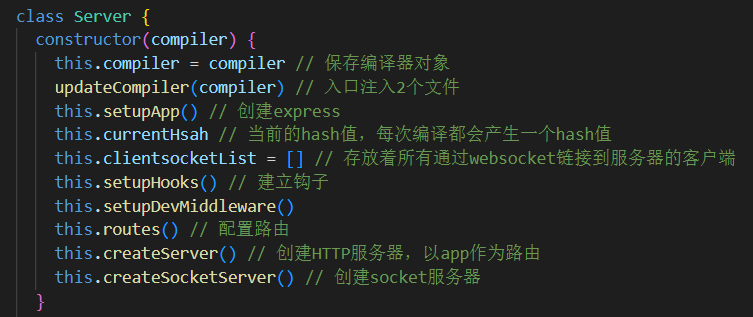 class Server {
constructor(compiler) {
this.compiler = compiler // 保存编译器对象
updateCompiler(compiler) // 入口注入2个文件
this.setupApp() // 创建express
this.currentHsah // 当前的hash值，每次编译都会产生一个hash值
this.clientsocketList = [] // 存放着所有通过websocket链接到服务器的客户端
this.setupHooks() // 建立钩子
this.setupDevMiddleware()
this.routes() // 配置路由
this.createServer() // 创建HTTP服务器，以app作为路由
this.createSocketServer() // 创建socket服务器
}